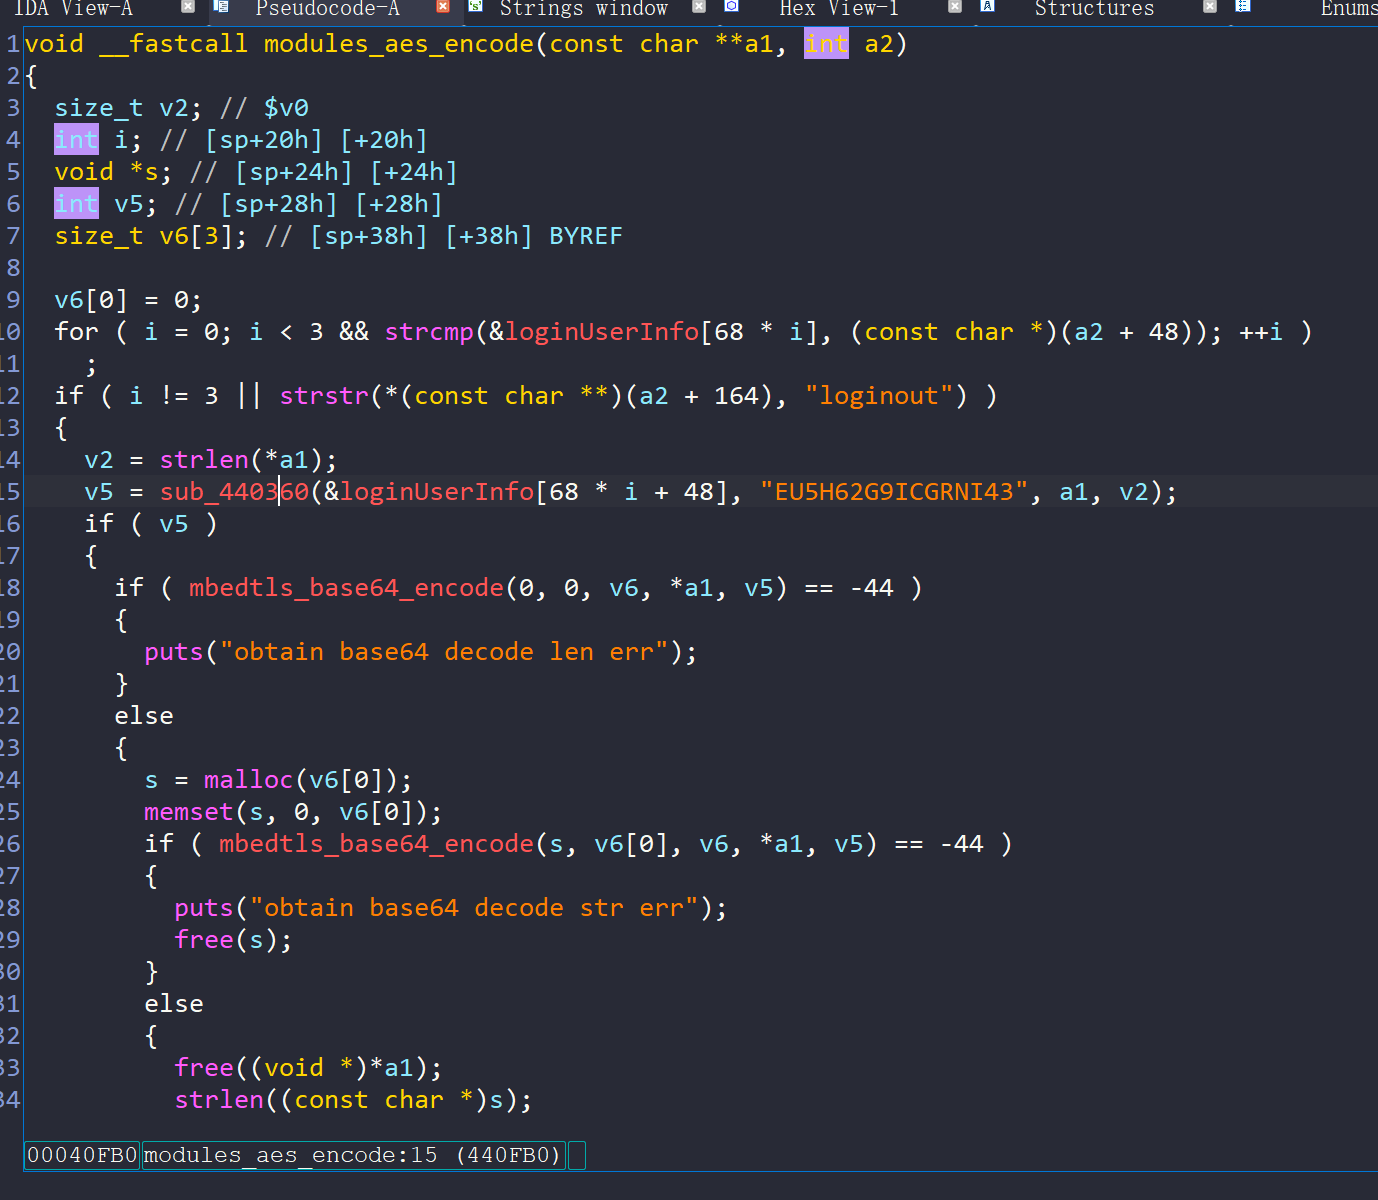 IDA View-A Pseudocode-A Strings window Hex View-1 Structures Enums
1 void __fastcall modules_aes_encode(const char **a1, int a2)
2 {
3 size_t v2; // $v0
4 int i; // [sp+20h] [+20h]
5 void *s; // [sp+24h] [+24h]
6 int v5; // [sp+28h] [+28h]
7 size_t v6[3]; // [sp+38h] [+38h] BYREF
8
9 v6[0] = 0;
10 for ( i = 0; i < 3 && strcmp(&loginUserInfo[68 * i], (const char *)(a2 + 48)); ++i )
11 ;
12 if ( i != 3 || strstr(*(const char **)(a2 + 164), "loginout") )
13 {
14 v2 = strlen(*a1);
15 v5 = sub_440360(&loginUserInfo[68 * i + 48], "EU5H62G9ICGRNI43", a1, v2);
16 if ( v5 )
17 {
18 if ( mbedtls_base64_encode(0, 0, v6, *a1, v5) == -44 )
19 {
20 puts("obtain base64 decode len err");
21 }
22 else
23 {
24 s = malloc(v6[0]);
25 memset(s, 0, v6[0]);
26 if ( mbedtls_base64_encode(s, v6[0], v6, *a1, v5) == -44 )
27 {
28 puts("obtain base64 decode str err");
29 free(s);
30 }
31 else
32 {
33 free((void *)*a1);
34 strlen((const char *)s);
00040FB0 modules_aes_encode:15 (440FB0)